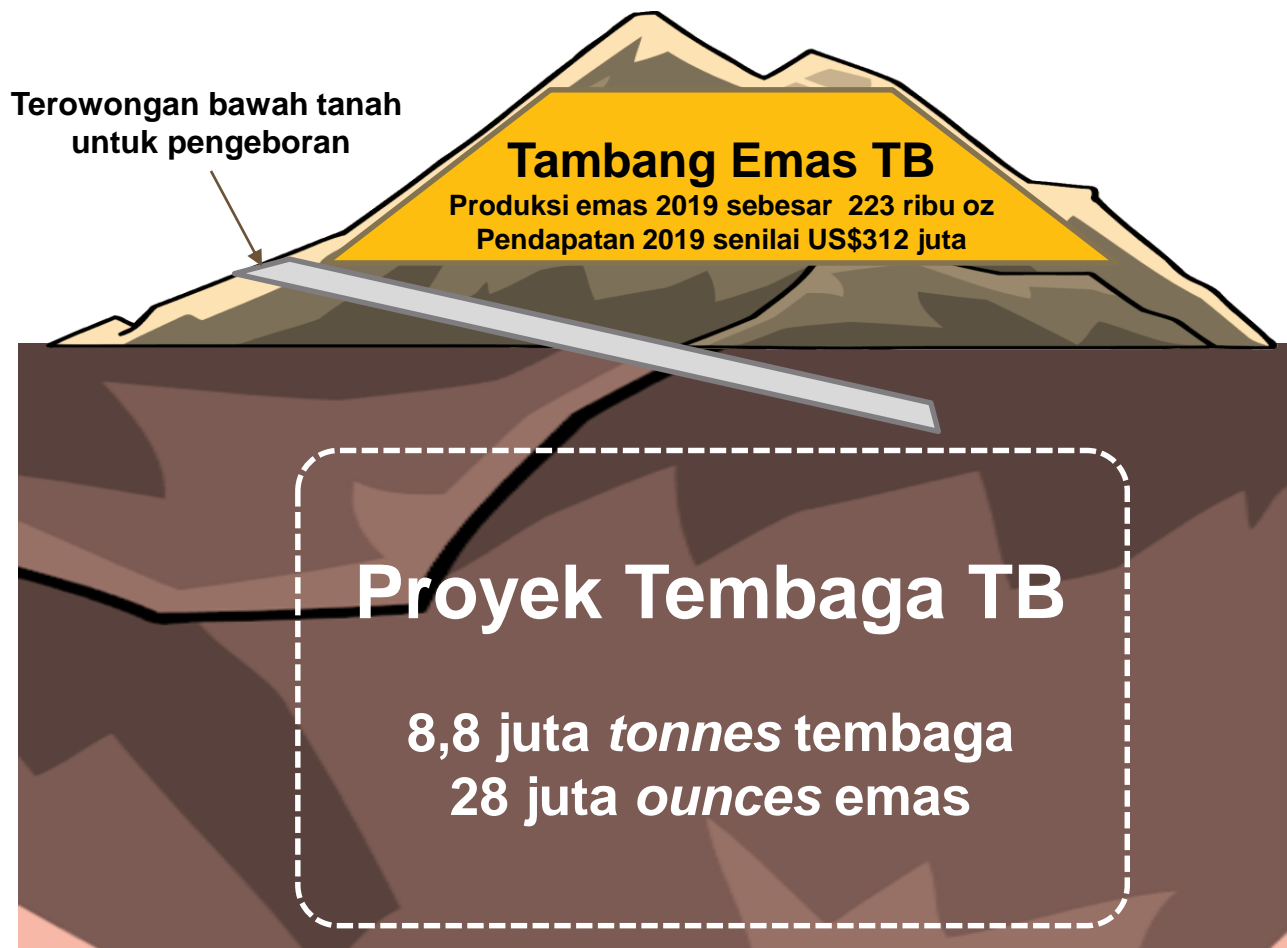 Terowongan bawah tanah
untuk pengeboran
Tambang Emas TB
Produksi emas 2019 sebesar 223 ribu oz
Pendapatan 2019 senilai US$312 juta
Proyek Tembaga TB
8,8 juta tonnes tembaga
28 juta ounces emas